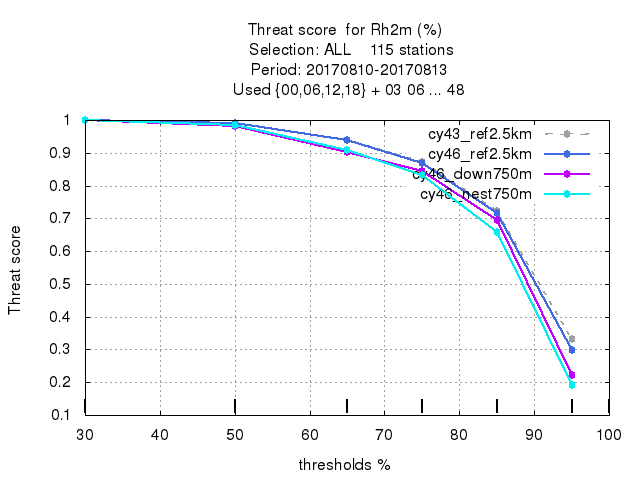 Threat score for Rh2m (%)
Selection: ALL 115 stations
Period: 20170810-20170813
Used {00,06,12,18} + 03 06 ... 48
cy43_ref2.5km
cy46_ref2.5km
cy46_down750m
cy46_nest750m
Threat score
1
0.9
0.8
0.7
0.6
0.5
0.4
0.3
0.2
0.1
30 40 50 60 70 80 90 100
thresholds %